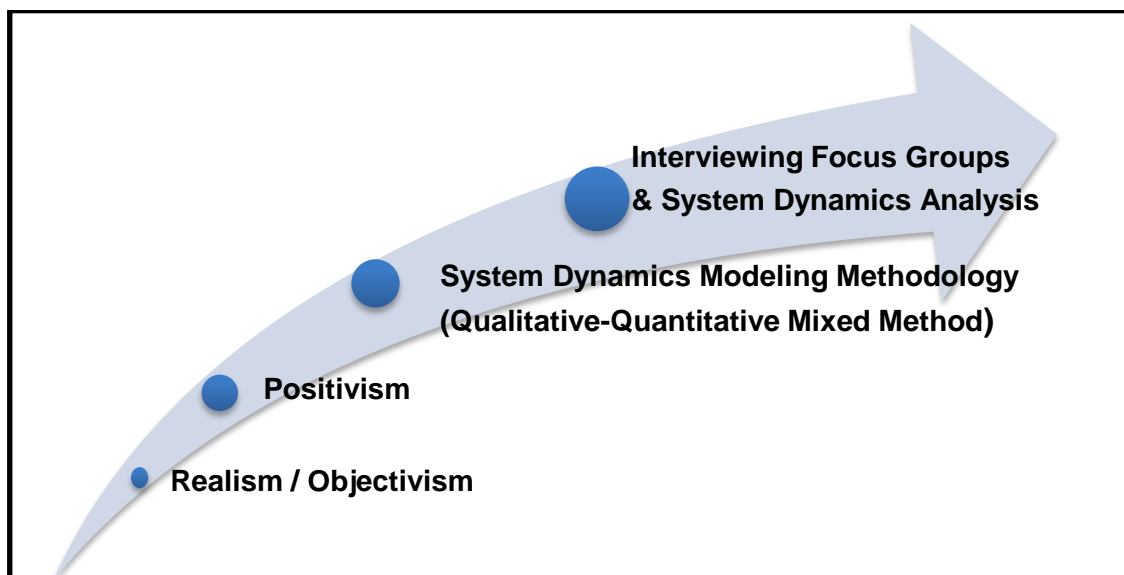 Interviewing Focus Groups
& System Dynamics Analysis
System Dynamics Modeling Methodology
(Qualitative-Quantitative Mixed Method)
Positivism
Realism / Objectivism